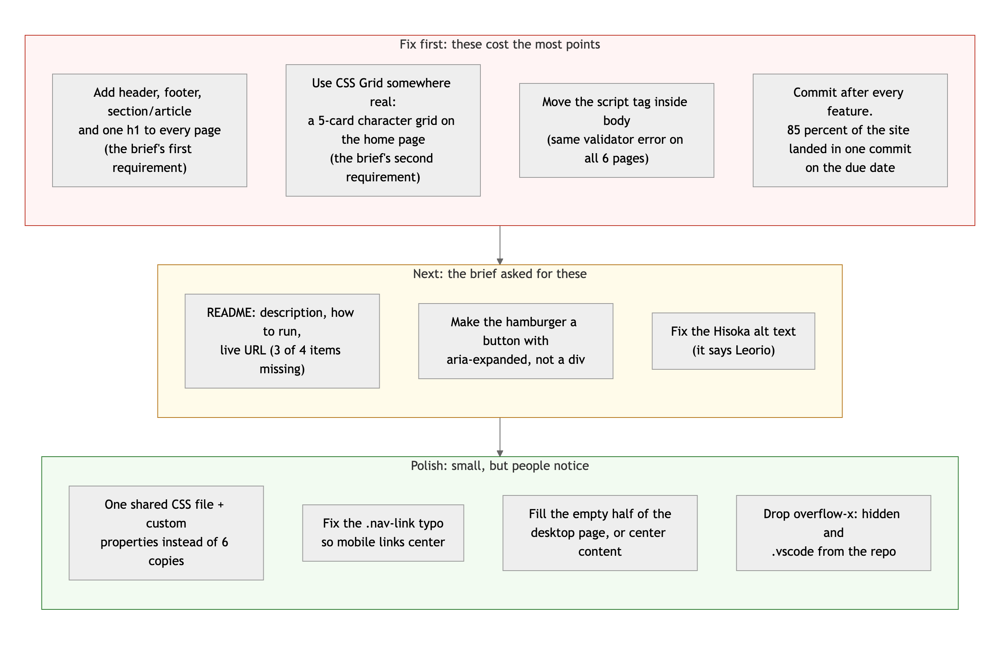 Fix first: these cost the most points
Add header, footer,
section/article
and one h1 to every page
(the brief's first
requirement)
Use CSS Grid somewhere
real:
a 5-card character grid on
the home page
(the brief's second
requirement)
Move the script tag inside
body
(same validator error on
all 6 pages)
Commit after every
feature.
85 percent of the site
landed in one commit
on the due date
Next: the brief asked for these
README: description, how
to run,
live URL (3 of 4 items
missing)
Make the hamburger a
button with
aria-expanded, not a div
Fix the Hisoka alt text
(it says Leorio)
Polish: small, but people notice
One shared CSS file +
custom
properties instead of 6
copies
Fix the .nav-link typo
so mobile links center
Fill the empty half of the
desktop page, or center
content
Drop overflow-x: hidden
and
.vscode from the repo